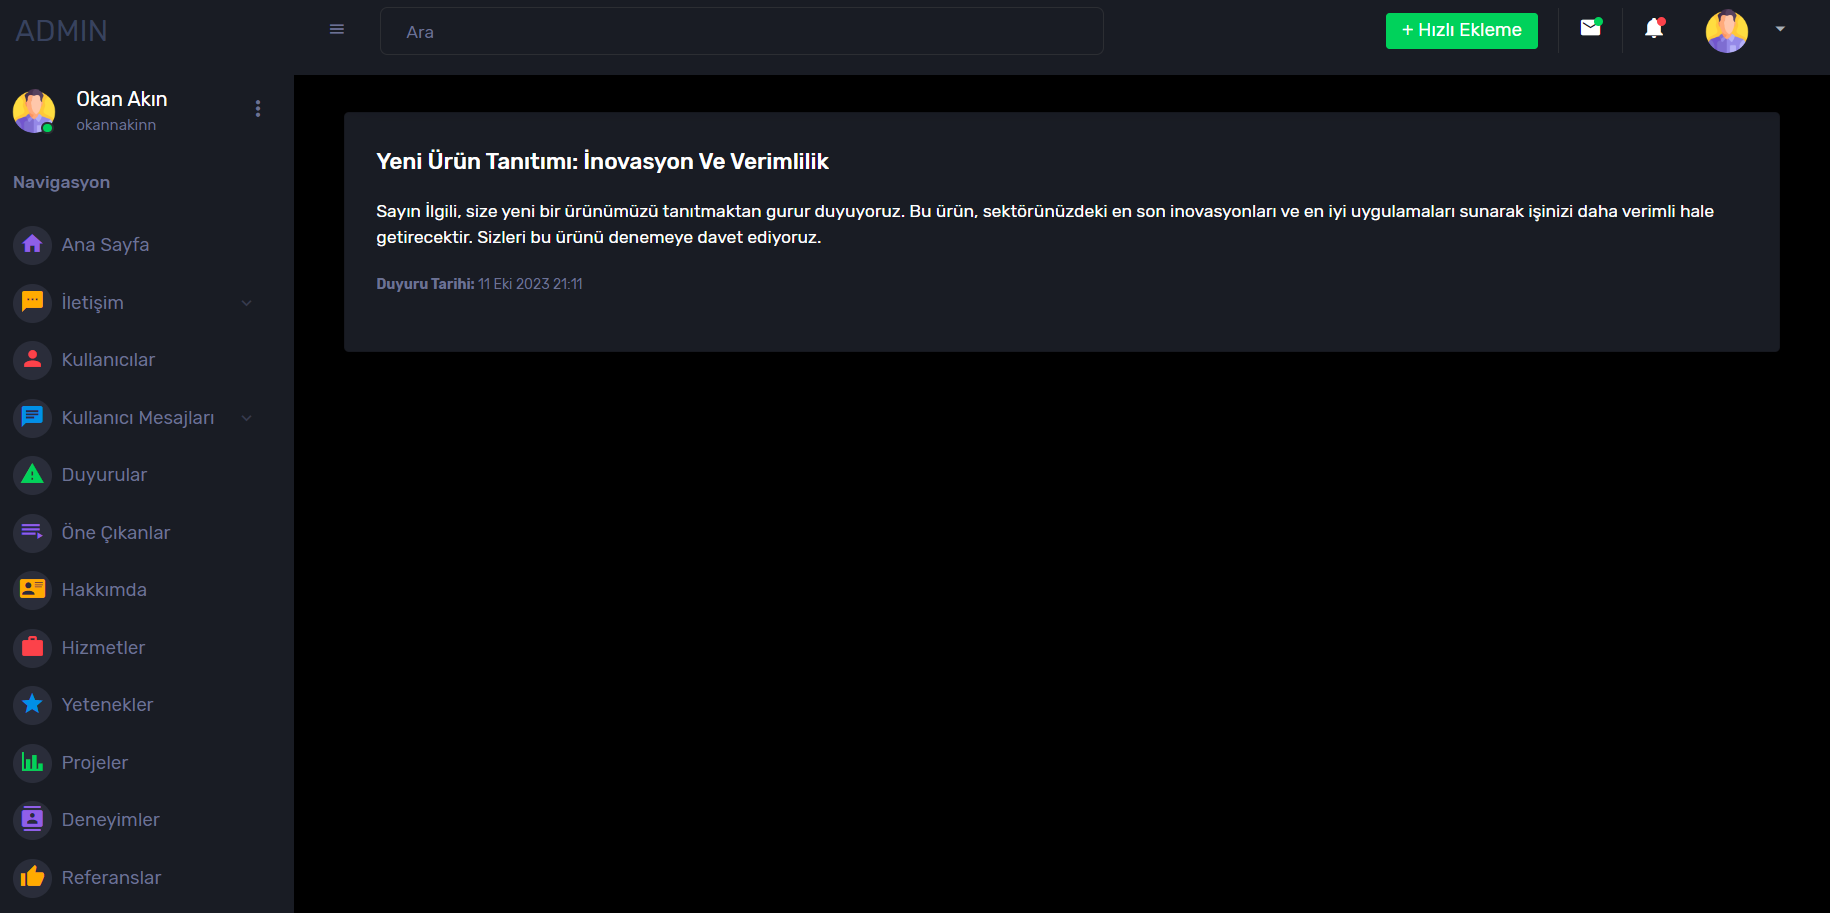 ADMIN
Ara
+ Hızlı Ekleme
Okan Akın
okannakinn
Navigasyon
Ana Sayfa
İletişim
Kullanıcılar
Kullanıcı Mesajları
Duyurular
Öne Çıkanlar
Hakkımda
Hizmetler
Yetenekler
Projeler
Deneyimler
Referanslar
Yeni Ürün Tanıtımı: İnovasyon Ve Verimlilik
Sayın İlgili, size yeni bir ürünümüzü tanıtmaktan gurur duyuyoruz. Bu ürün, sektörünüzdeki en son inovasyonları ve en iyi uygulamaları sunarak işinizi daha verimli hale
getirecektir. Sizleri bu ürünü denemeye davet ediyoruz.
Duyuru Tarihi: 11 Eki 2023 21:11